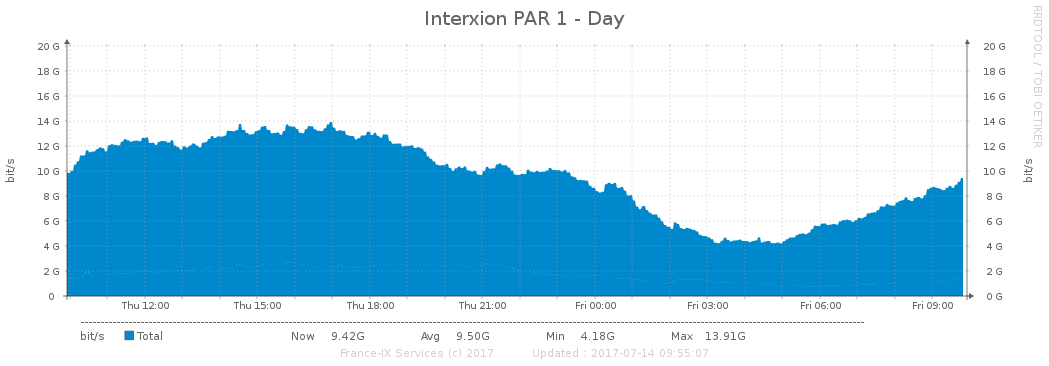 Interxion PAR 1 - Day
RRDTOOL / TOBI OETIKER
20 G 20 G
18 G 18 G
16 G 16 G
14 G 14 G
12 G 12 G
10 G 10 G
8 G 8 G
6 G 6 G
4 G 4 G
2 G 2 G
0 0 G
bit/s
bit/s
Thu 12:00 Thu 15:00 Thu 18:00 Thu 21:00 Fri 00:00 Fri 03:00 Fri 06:00 Fri 09:00
bit/s Total Now 9.42G Avg 9.50G Min 4.18G Max 13.91G
France-IX Services (c) 2017 Updated : 2017-07-14 09:55:07